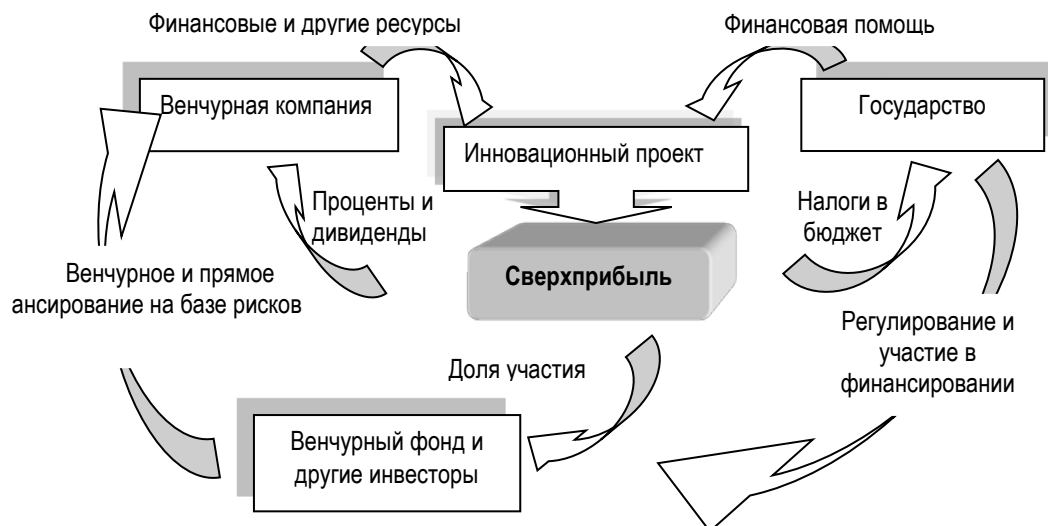 Финансовые и другие ресурсы
Финансовая помощь
Венчурная компания
Государство
Инновационный проект
Проценты и
дивиденды
Налоги в
бюджет
Сверхприбыль
Венчурное и прямое
ансирование на базе рисков
Регулирование и
участие в
финансировании
Доля участия
Венчурный фонд и
другие инвесторы